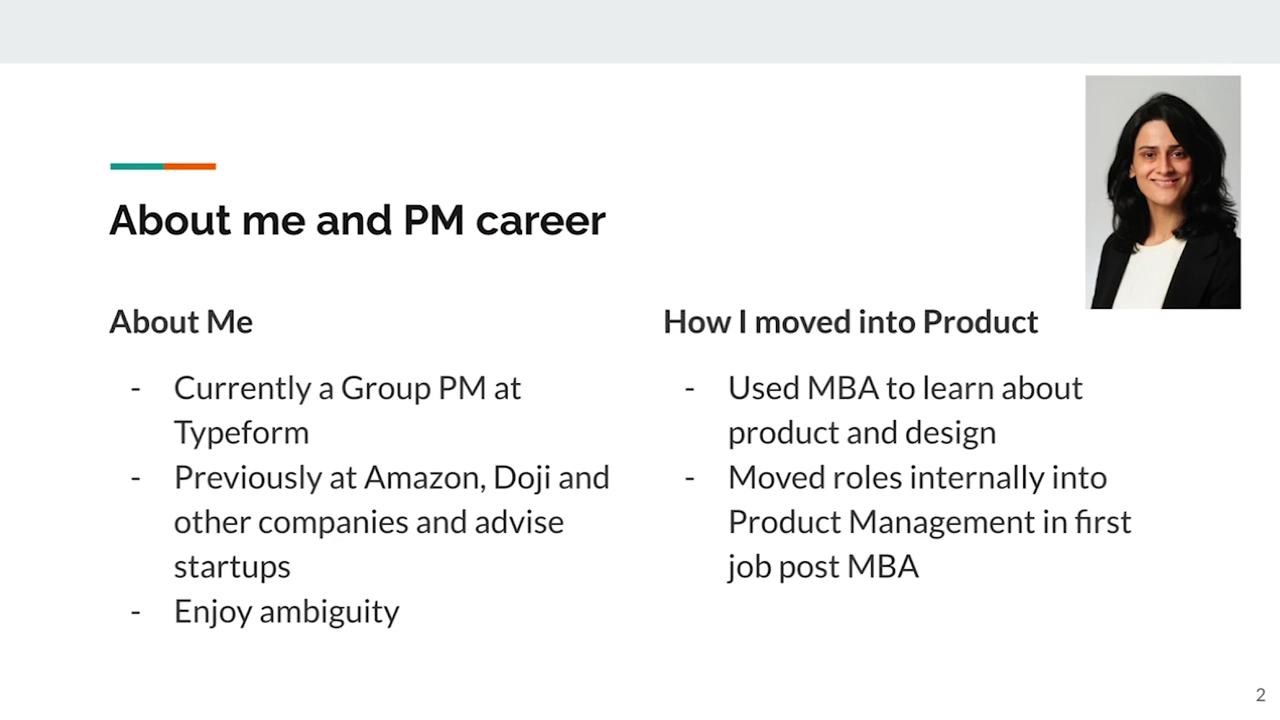 About me and PM career
About Me
- Currently a Group PM at
Typeform
- Previously at Amazon, Doji and
other companies and advise
startups
- Enjoy ambiguity
How I moved into Product
- Used MBA to learn about
product and design
- Moved roles internally into
Product Management in first
job post MBA
2